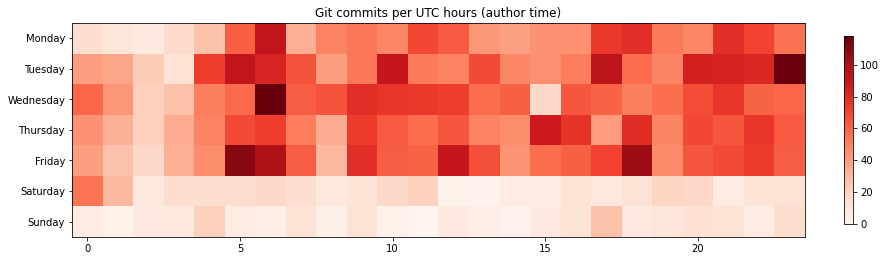 Git commits per UTC hours (author time)
Monday
Tuesday
Wednesday
Thursday
Friday
Saturday
Sunday
0 5 10 15 20
100
80
60
40
20
0